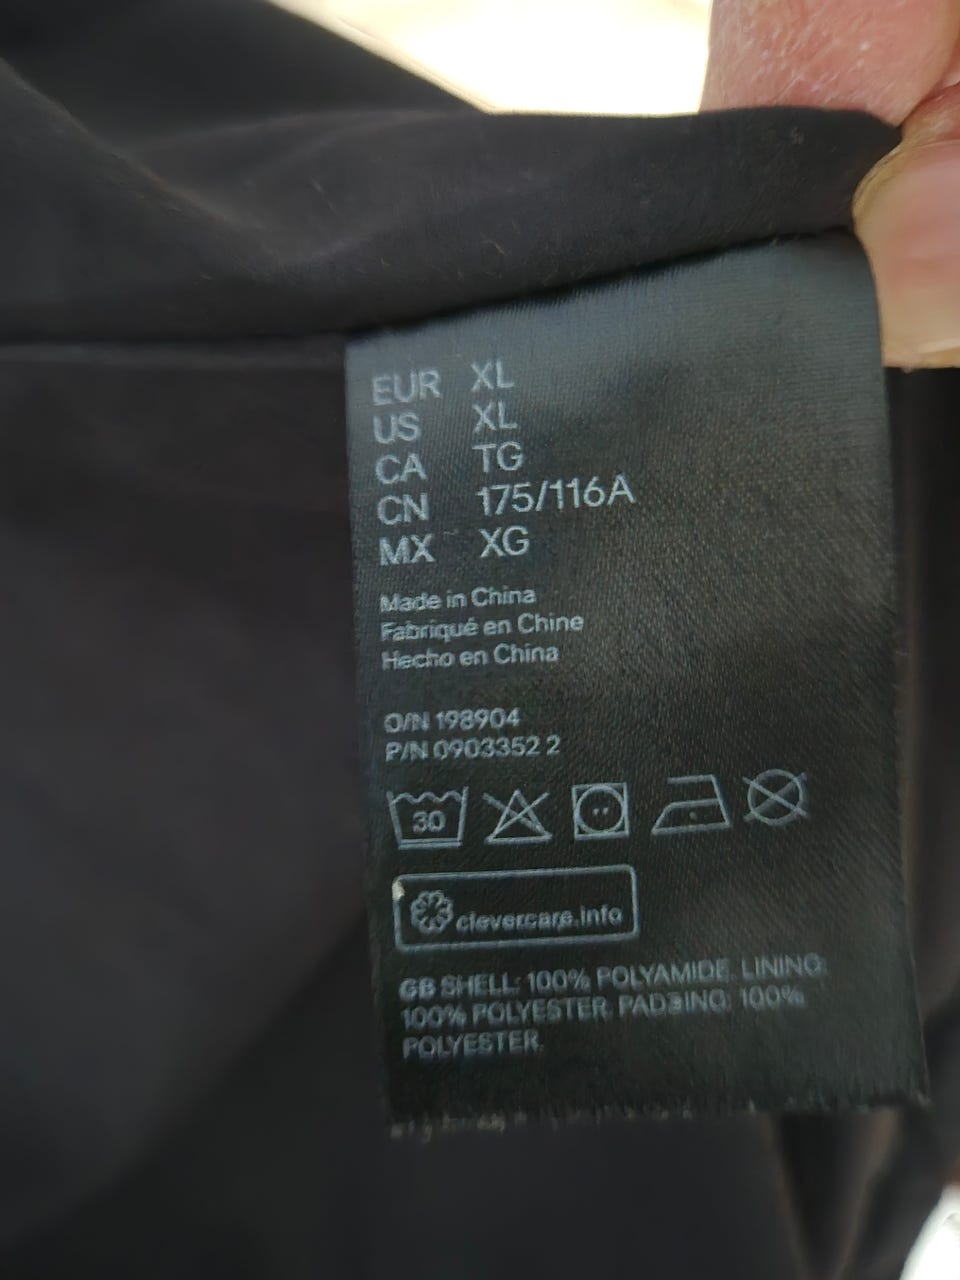 EUR XL
US XL
CA TG
CN 175/116A
MX XG
Made in China
Fabriqué en Chine
Hecho en China
O/N 198904
P/N 0903352 2
30
clevercare.info
GB SHELL: 100% POLYAMIDE. LINING:
100% POLYESTER. PADDING: 100%
POLYESTER.